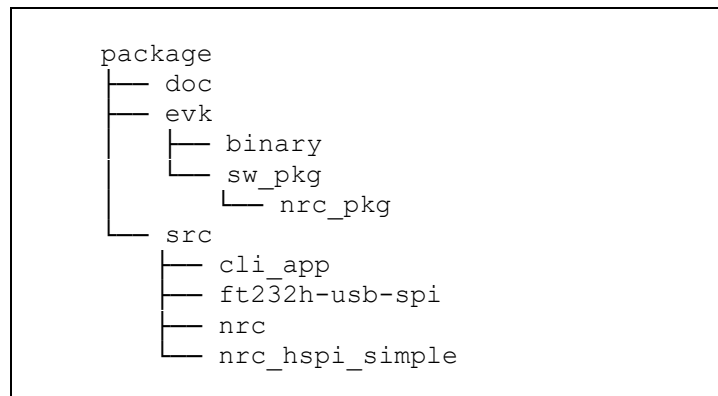 package
├── doc
├── evk
│   ├── binary
│   └── sw_pkg
│       └── nrc_pkg
└── src
    ├── cli_app
    ├── ft232h-usb-spi
    ├── nrc
    └── nrc_hspi_simple